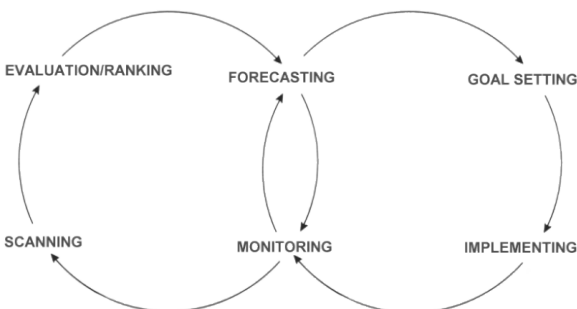 EVALUATION/RANKING
FORECASTING
GOAL SETTING
SCANNING
MONITORING
IMPLEMENTING